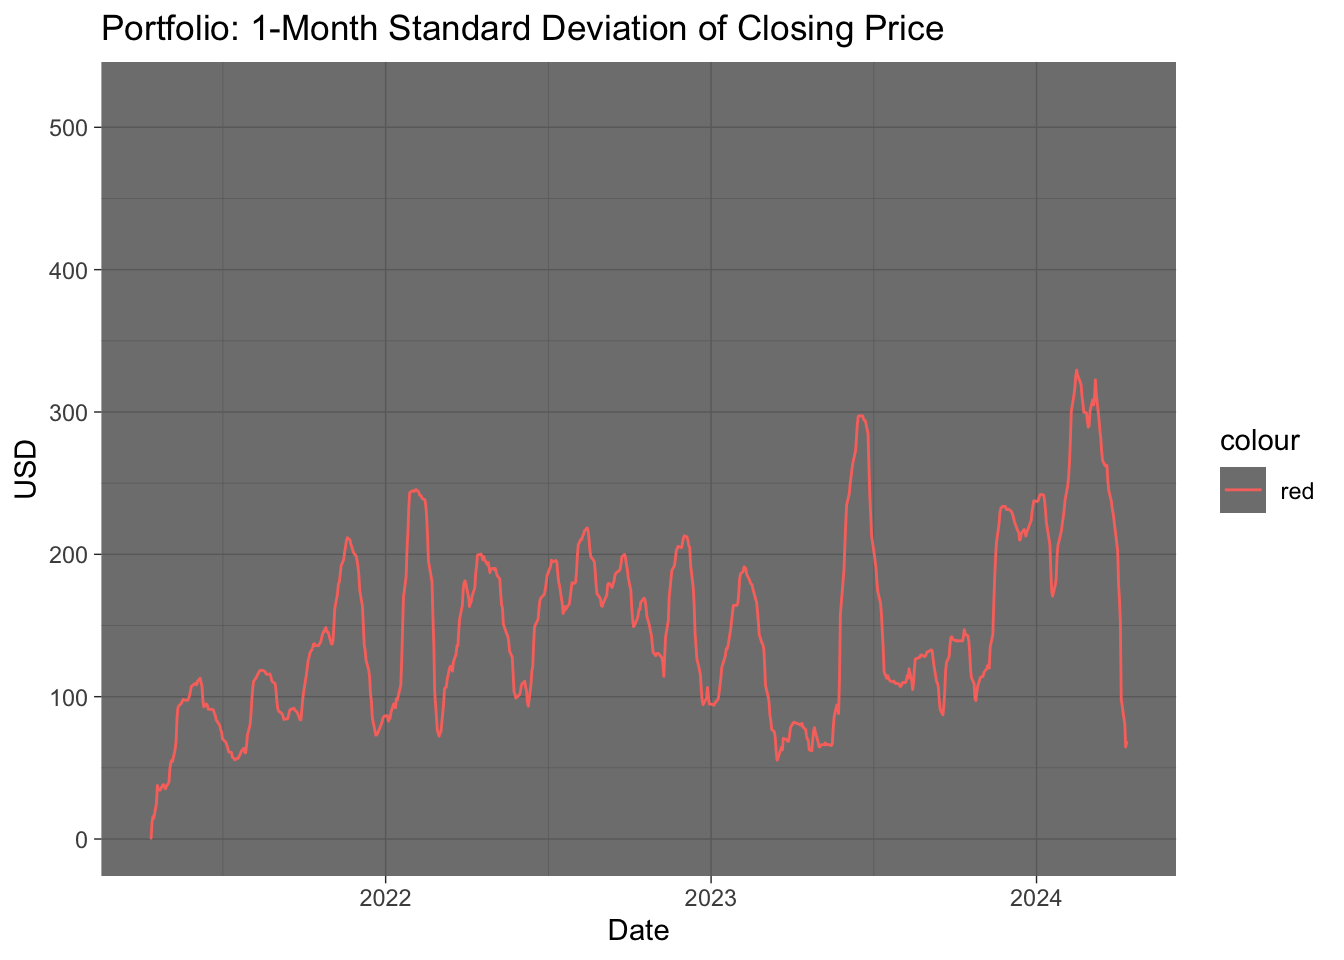 Portfolio: 1-Month Standard Deviation of Closing Price
500
400
300
200
100
0
USD
2022 2023 2024
Date
colour
red